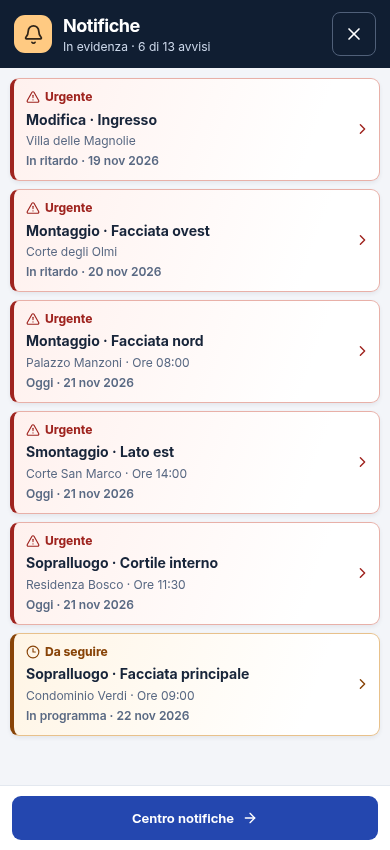 Notifiche
In evidenza · 6 di 13 avvisi
Urgente
Modifica · Ingresso
Villa delle Magnolie
In ritardo · 19 nov 2026
Urgente
Montaggio · Facciata ovest
Corte degli Olmi
In ritardo · 20 nov 2026
Urgente
Montaggio · Facciata nord
Palazzo Manzoni · Ore 08:00
Oggi · 21 nov 2026
Urgente
Smontaggio · Lato est
Corte San Marco · Ore 14:00
Oggi · 21 nov 2026
Urgente
Sopralluogo · Cortile interno
Residenza Bosco · Ore 11:30
Oggi · 21 nov 2026
Da seguire
Sopralluogo · Facciata principale
Condominio Verdi · Ore 09:00
In programma · 22 nov 2026
Centro notifiche